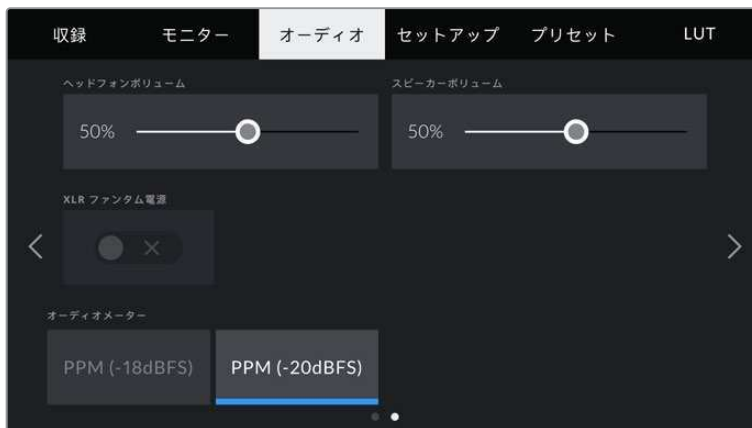 収録 モニター オーディオ セットアップ プリセット LUT
ヘッドフォンボリューム スピーカーボリューム
50% 50%
XLR ファンタム電源
オーディオメーター
PPM (-18dBFS) PPM (-20dBFS)